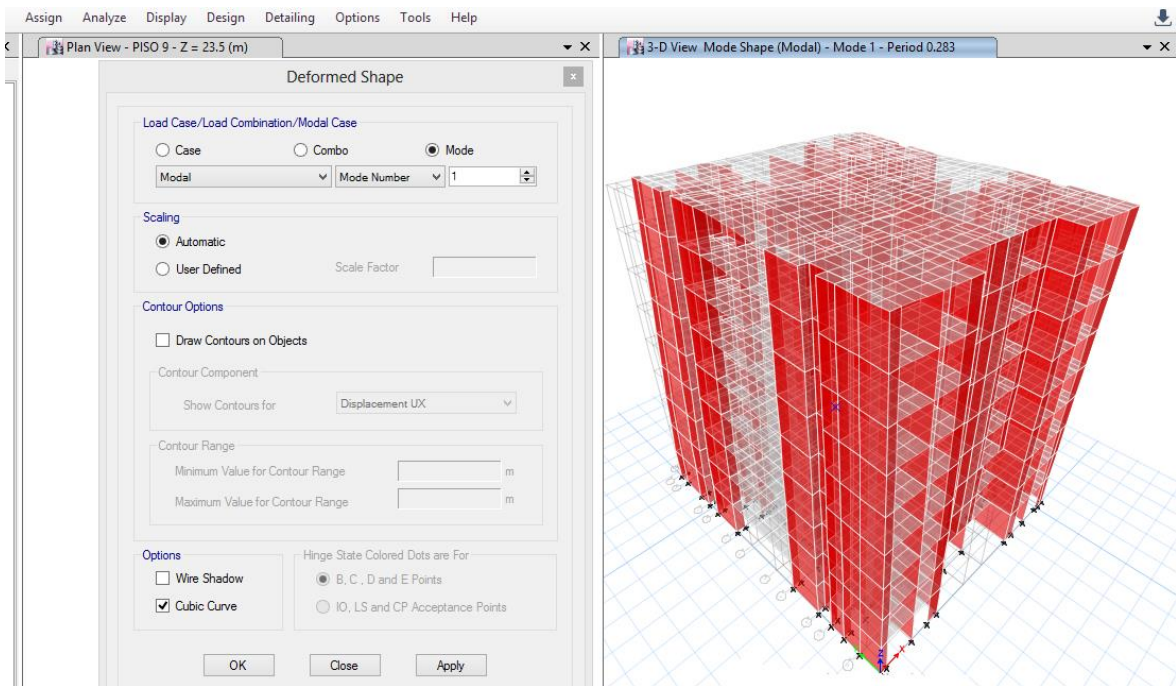 Assign Analyze Display Design Detailing Options Tools Help
Plan View - PISO 9 - Z = 23.5 (m)
3-D View Mode Shape (Modal) - Mode 1 - Period 0.283
Deformed Shape
Load Case/Load Combination/Modal Case
Case Combo Mode
Modal Mode Number 1
Scaling
Automatic
User Defined Scale Factor
Contour Options
Draw Contours on Objects
Contour Component
Show Contours for Displacement UX
Contour Range
Minimum Value for Contour Range m
Maximum Value for Contour Range m
Options
Wire Shadow
Cubic Curve
Hinge State Colored Dots are For
B, C , D and E Points
IO, LS and CP Acceptance Points
OK Close Apply
Z X